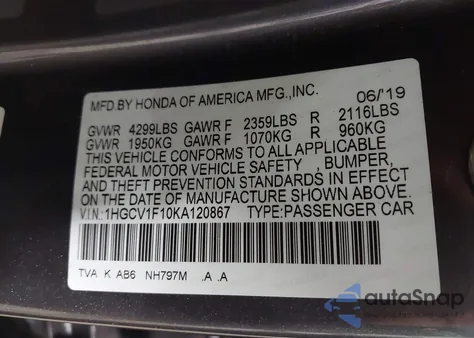 MFD.BY HONDA OF AMERICA MFG.,INC. 06/'19
GVWR 4299LBS GAWR F 2359LBS R 2116LBS
GVWR 1950KG GAWR F 1070KG R 960KG
THIS VEHICLE CONFORMS TO ALL APPLICABLE
FEDERAL MOTOR VEHICLE SAFETY , BUMPER,
AND THEFT PREVENTION STANDARDS IN EFFECT
ON THE DATE OF MANUFACTURE SHOWN ABOVE.
V.I.N.:1HGCV1F10KA120867 TYPE:PASSENGER CAR
TVA K AB6 NH797M .A .A
autoSnap